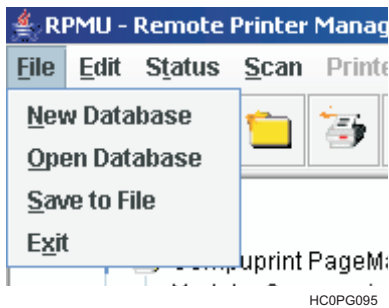 RPMU - Remote Printer Manag
File Edit Status Scan Printe
New Database
Open Database
Save to File
Exit
puprint PageMa
HC0PG095